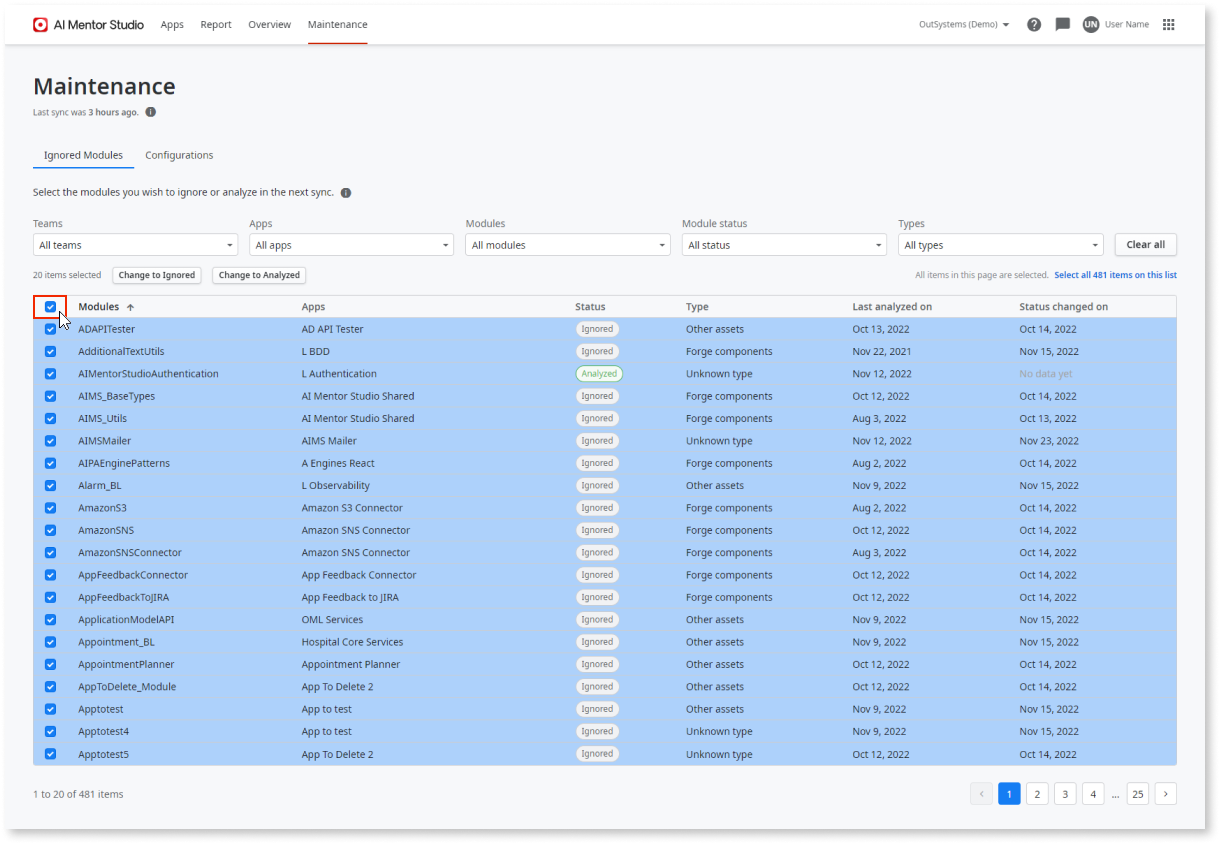 AI Mentor Studio Apps Report Overview Maintenance OutSystems (Demo) ? UN User Name
Maintenance
Last sync was 3 hours ago. i
Ignored Modules Configurations
Select the modules you wish to ignore or analyze in the next sync. i
Teams Apps Modules Module status Types
All teams All apps All modules All status All types Clear all
20 items selected Change to Ignored Change to Analyzed All items in this page are selected. Select all 481 items on this list
Modules Apps Status Type Last analyzed on Status changed on
ADAPITester AD API Tester Ignored Other assets Oct 13, 2022 Oct 14, 2022
AdditionalTextUtils L BDD Ignored Forge components Nov 22, 2021 Nov 15, 2022
AIMentorStudioAuthentication L Authentication Analyzed Unknown type Nov 12, 2022 No data yet
AIMS_BaseTypes AI Mentor Studio Shared Ignored Forge components Oct 12, 2022 Oct 14, 2022
AIMS_Utils AI Mentor Studio Shared Ignored Forge components Aug 3, 2022 Oct 13, 2022
AIMSMailer AIMS Mailer Ignored Unknown type Nov 12, 2022 Nov 23, 2022
AIPAEnginePatterns A Engines React Ignored Forge components Aug 2, 2022 Oct 14, 2022
Alarm_BL L Observability Ignored Other assets Nov 9, 2022 Nov 15, 2022
AmazonS3 Amazon S3 Connector Ignored Forge components Aug 2, 2022 Oct 14, 2022
AmazonSNS Amazon SNS Connector Ignored Forge components Oct 12, 2022 Oct 14, 2022
AmazonSNSConnector Amazon SNS Connector Ignored Forge components Aug 3, 2022 Oct 14, 2022
AppFeedbackConnector App Feedback Connector Ignored Forge components Oct 12, 2022 Oct 14, 2022
AppFeedbackToJIRA App Feedback to JIRA Ignored Forge components Oct 12, 2022 Oct 14, 2022
ApplicationModelAPI OML Services Ignored Other assets Nov 9, 2022 Nov 15, 2022
Appointment_BL Hospital Core Services Ignored Other assets Nov 9, 2022 Nov 15, 2022
AppointmentPlanner Appointment Planner Ignored Other assets Oct 12, 2022 Oct 14, 2022
AppToDelete_Module App To Delete 2 Ignored Other assets Oct 12, 2022 Oct 14, 2022
Apptotest App to test Ignored Other assets Nov 9, 2022 Nov 15, 2022
Apptotest4 App to test Ignored Unknown type Nov 9, 2022 Nov 15, 2022
Apptotest5 App To Delete 2 Ignored Unknown type Oct 12, 2022 Oct 14, 2022
1 to 20 of 481 items < 1 2 3 4 ... 25 >